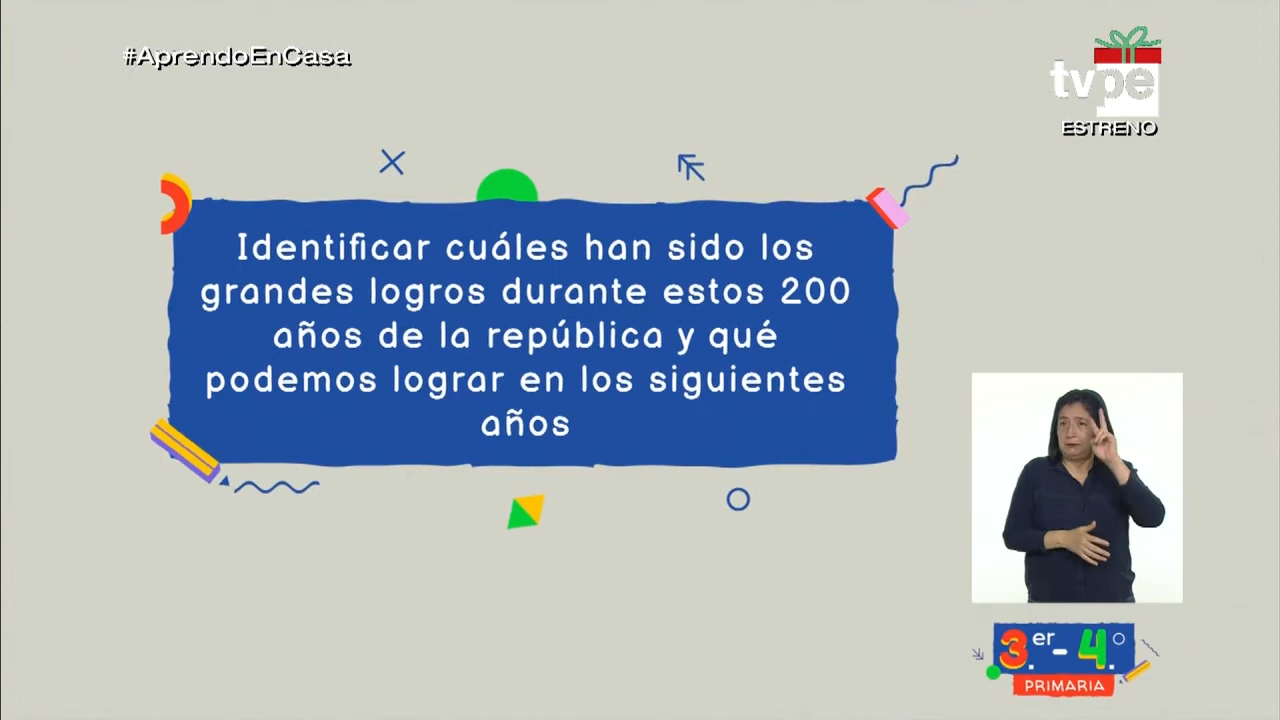 #AprendoEnCasa
tvpe
ESTRENO
Identificar cuáles han sido los
grandes logros durante estos 200
años de la república y qué
podemos lograr en los siguientes
años
3.er - 4.°
PRIMARIA